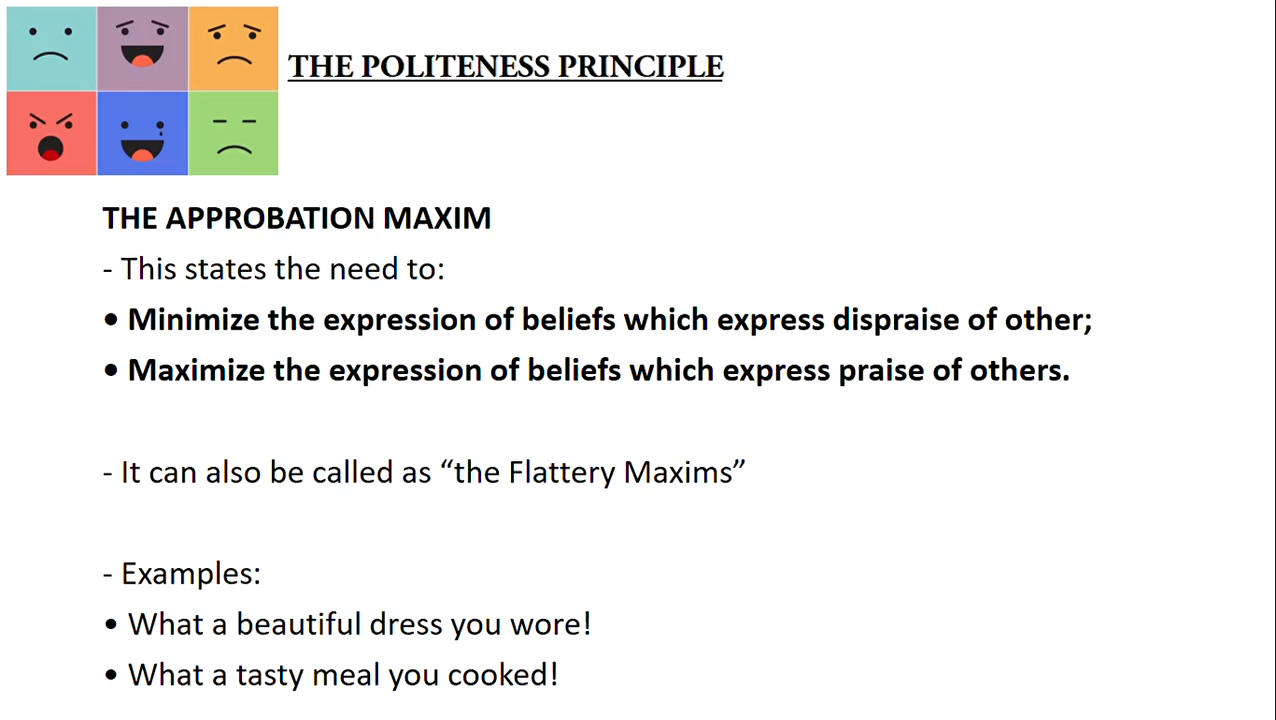 THE POLITENESS PRINCIPLE
THE APPROBATION MAXIM
- This states the need to:
• Minimize the expression of beliefs which express dispraise of other;
• Maximize the expression of beliefs which express praise of others.
- It can also be called as “the Flattery Maxims”
- Examples:
• What a beautiful dress you wore!
• What a tasty meal you cooked!